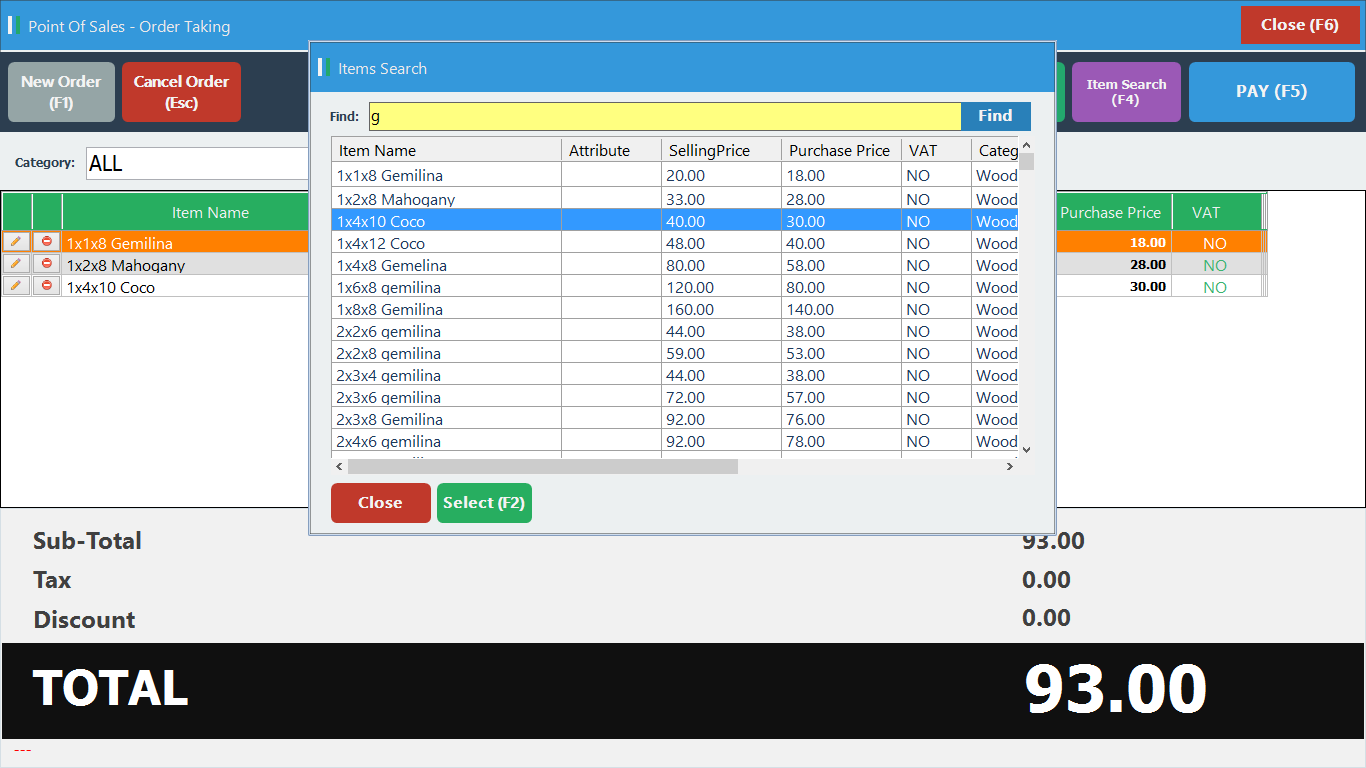 Point Of Sales - Order Taking
Close (F6)
New Order (F1)
Cancel Order (Esc)
Item Search (F4)
PAY (F5)
Category: ALL
Item Name Purchase Price VAT
1x1x8 Gemilina 18.00 NO
1x2x8 Mahogany 28.00 NO
1x4x10 Coco 30.00 NO
Items Search
Find: g Find
Item Name Attribute SellingPrice Purchase Price VAT Categ
1x1x8 Gemilina 20.00 18.00 NO Wood
1x2x8 Mahogany 33.00 28.00 NO Wood
1x4x10 Coco 40.00 30.00 NO Wood
1x4x12 Coco 48.00 40.00 NO Wood
1x4x8 Gemelina 80.00 58.00 NO Wood
1x6x8 gemilina 120.00 80.00 NO Wood
1x8x8 Gemilina 160.00 140.00 NO Wood
2x2x6 gemilina 44.00 38.00 NO Wood
2x2x8 gemilina 59.00 53.00 NO Wood
2x3x4 gemilina 44.00 38.00 NO Wood
2x3x6 gemilina 72.00 57.00 NO Wood
2x3x8 Gemilina 92.00 76.00 NO Wood
2x4x6 gemilina 92.00 78.00 NO Wood
Close Select (F2)
Sub-Total 93.00
Tax 0.00
Discount 0.00
TOTAL 93.00
---